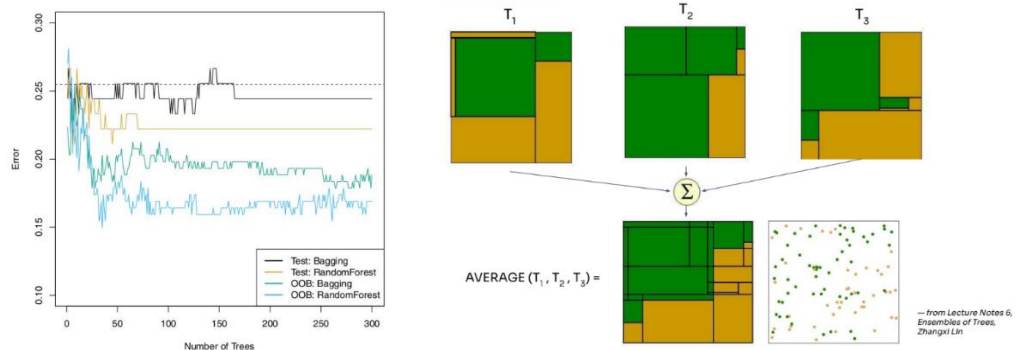 0.30
0.25
0.20
0.15
0.10
Error
0 50 100 150 200 250 300
Number of Trees
Test: Bagging
Test: RandomForest
OOB: Bagging
OOB: RandomForest
T1 T2 T3
Σ
AVERAGE (T1 , T2 , T3) =
— from Lecture Notes 6,
Ensembles of Trees,
Zhangxi Lin